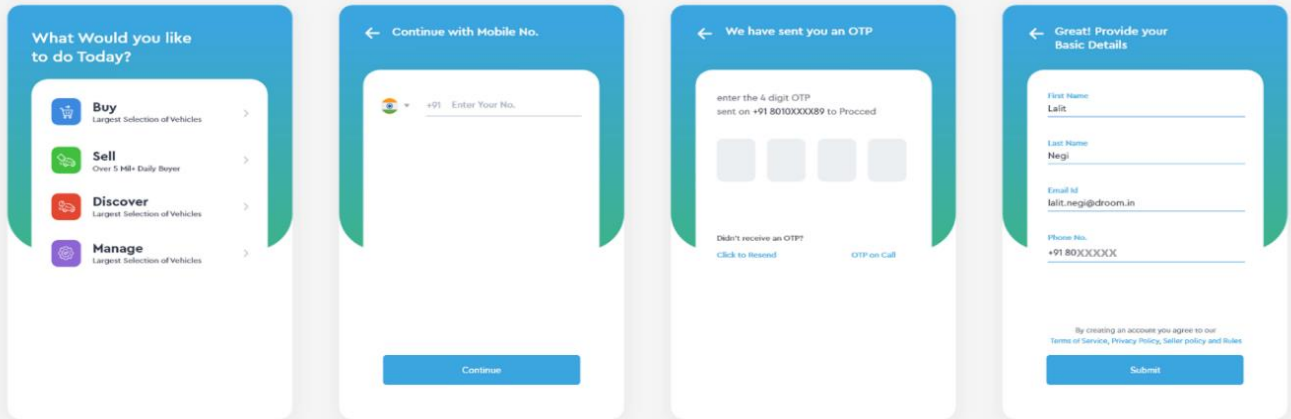 What Would you like
to do Today?
Buy
Largest Selection of Vehicles
Sell
Over 5 Mil+ Daily Buyer
Discover
Largest Selection of Vehicles
Manage
Largest Selection of Vehicles
Continue with Mobile No.
+91 Enter Your No.
Continue
We have sent you an OTP
enter the 4 digit OTP
sent on +91 8010XXXX89 to Procced
Didn't receive an OTP?
Click to Resend OTP on Call
Great! Provide your
Basic Details
First Name
Lalit
Last Name
Negi
Email Id
lalit.negi@droom.in
Phone No.
+91 80XXXXX
By creating an account you agree to our
Terms of Service, Privacy Policy, Seller policy and Rules
Submit